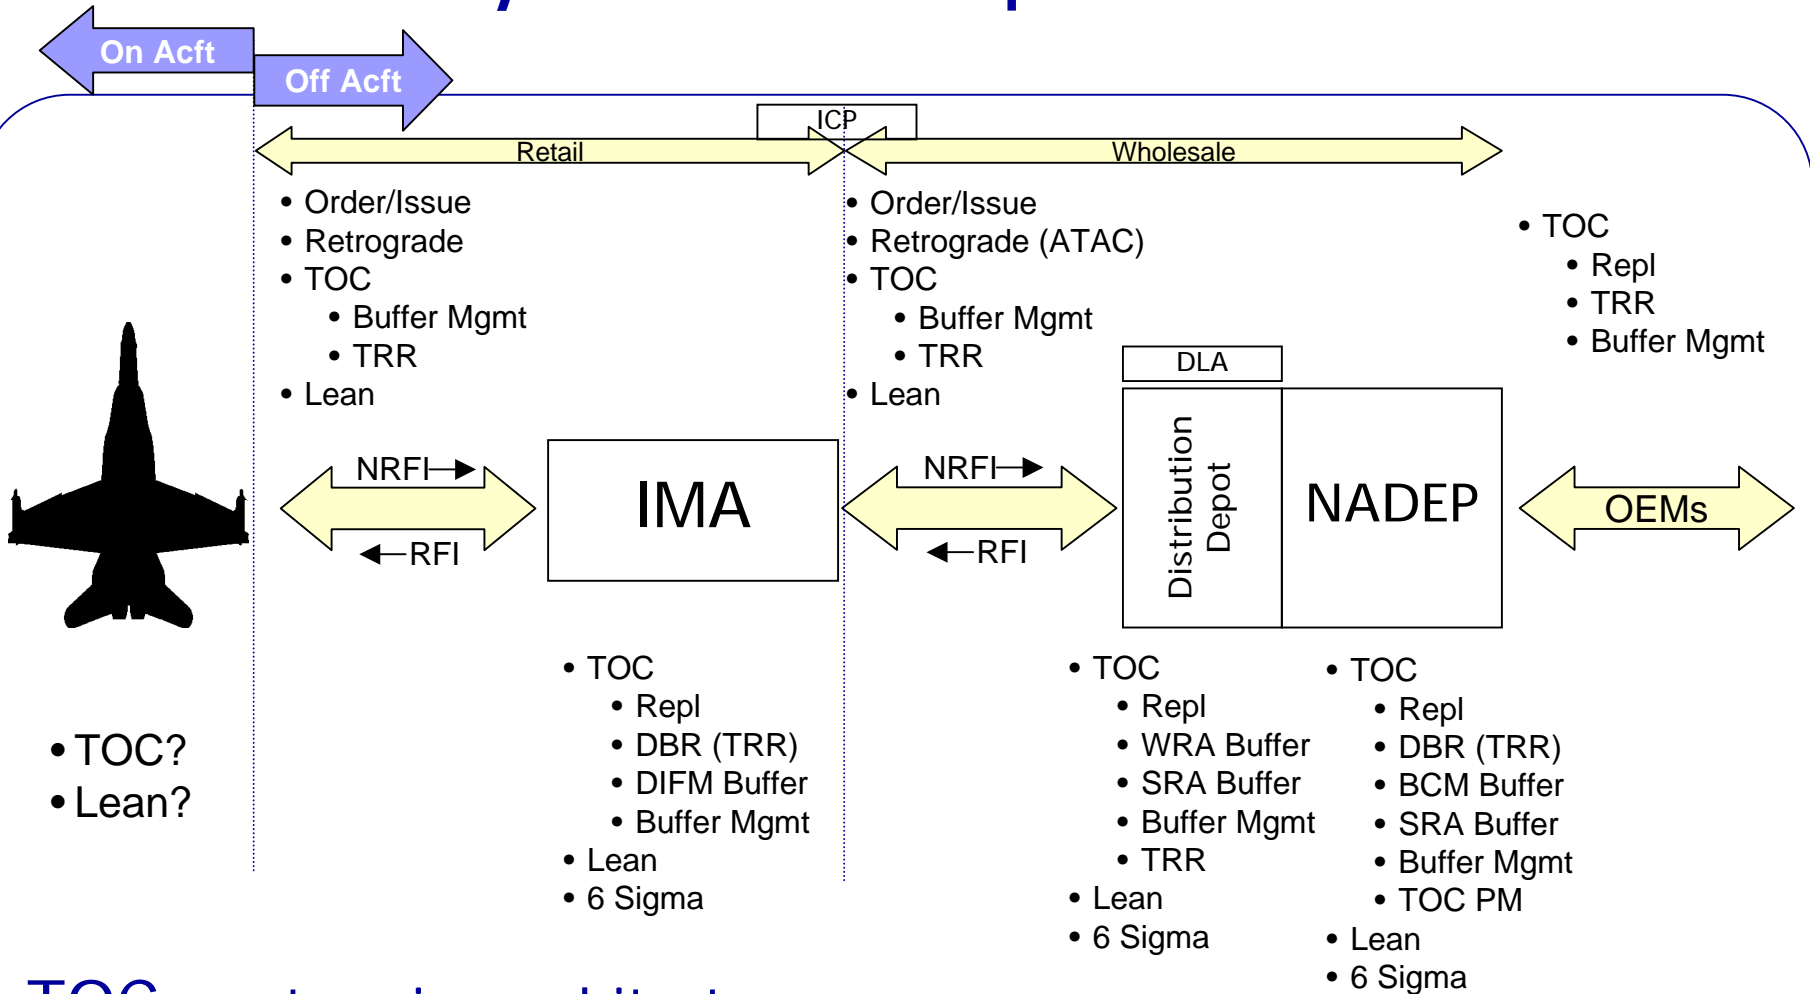 On Acft
Off Acft
ICP
Retail
Wholesale
• Order/Issue
• Retrograde
• TOC
• Buffer Mgmt
• TRR
• Lean
• Order/Issue
• Retrograde (ATAC)
• TOC
• Buffer Mgmt
• TRR
• Lean
• TOC
• Repl
• TRR
• Buffer Mgmt
DLA
NRFI
RFI
IMA
NRFI
RFI
Distribution
Depot
NADEP
OEMs
• TOC?
• Lean?
• TOC
• Repl
• DBR (TRR)
• DIFM Buffer
• Buffer Mgmt
• Lean
• 6 Sigma
• TOC
• Repl
• WRA Buffer
• SRA Buffer
• Buffer Mgmt
• TRR
• Lean
• 6 Sigma
• TOC
• Repl
• DBR (TRR)
• BCM Buffer
• SRA Buffer
• Buffer Mgmt
• TOC PM
• Lean
• 6 Sigma
TOC